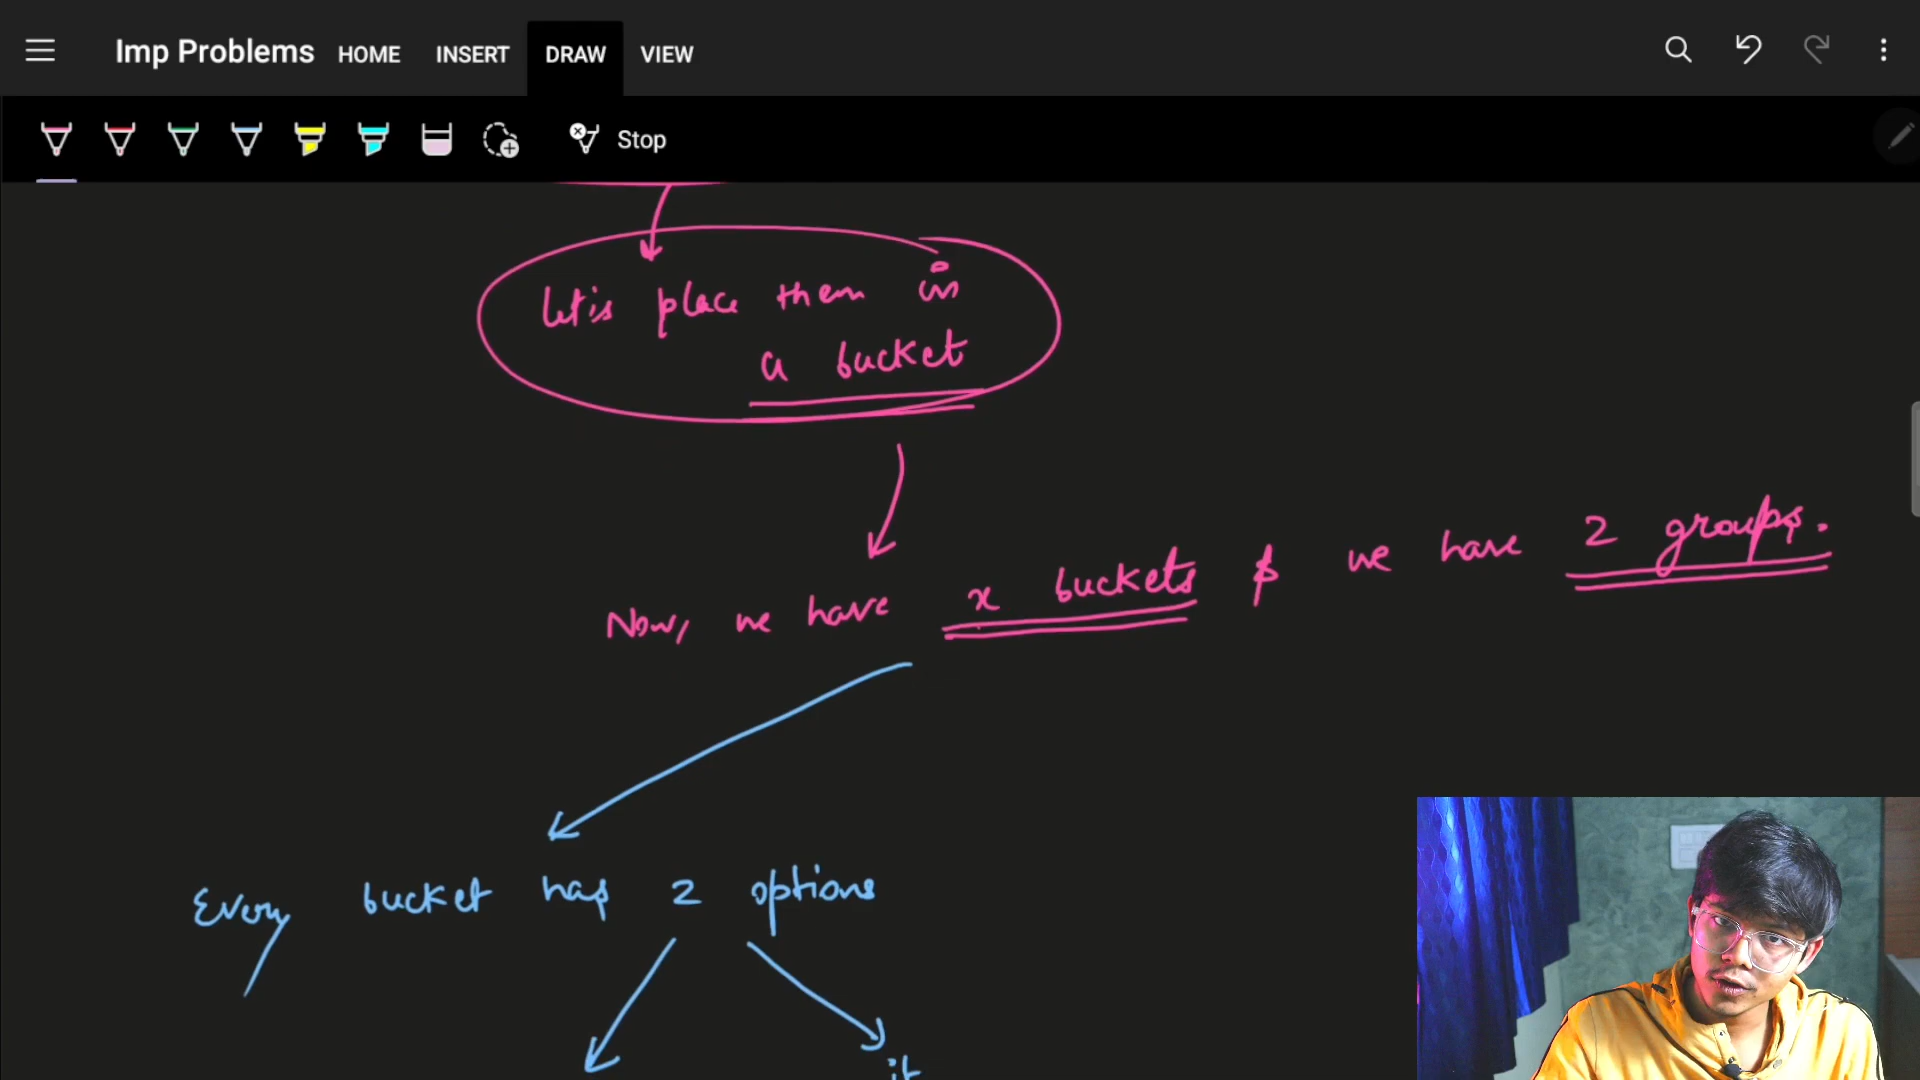 Imp Problems HOME INSERT DRAW VIEW
Stop
let's place them in
a bucket
Now, we have x buckets & we have 2 groups.
Every bucket has 2 options
it